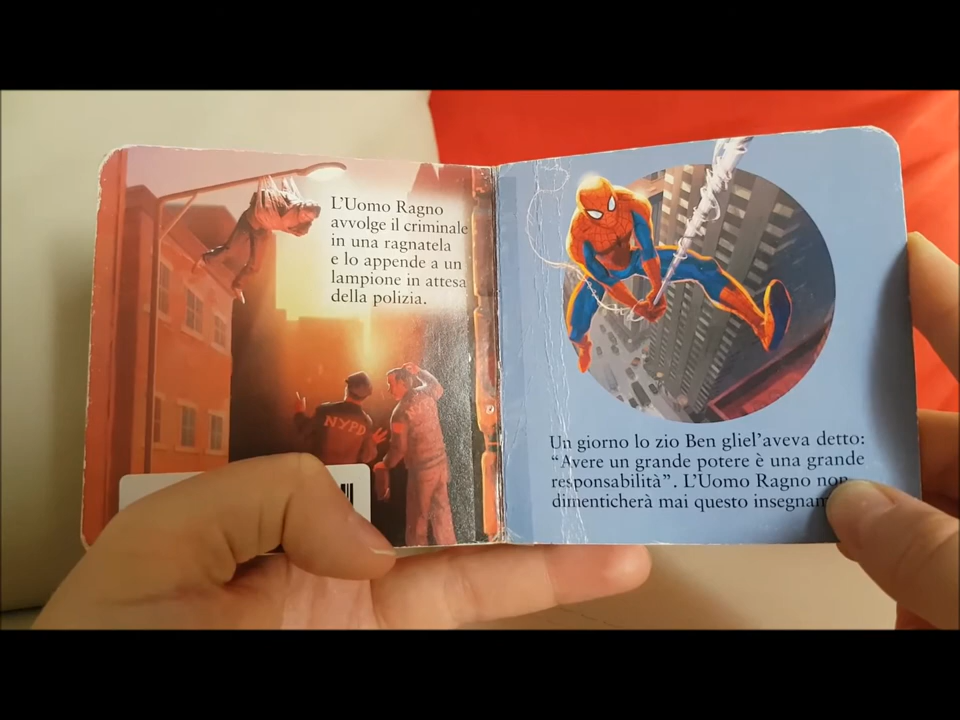 L'Uomo Ragno
avvolge il criminale
in una ragnatela
e lo appende a un
lampione in attesa
della polizia.
NYPD
Un giorno lo zio Ben gliel'aveva detto:
“Avere un grande potere è una grande
responsabilità”. L'Uomo Ragno non
dimenticherà mai questo